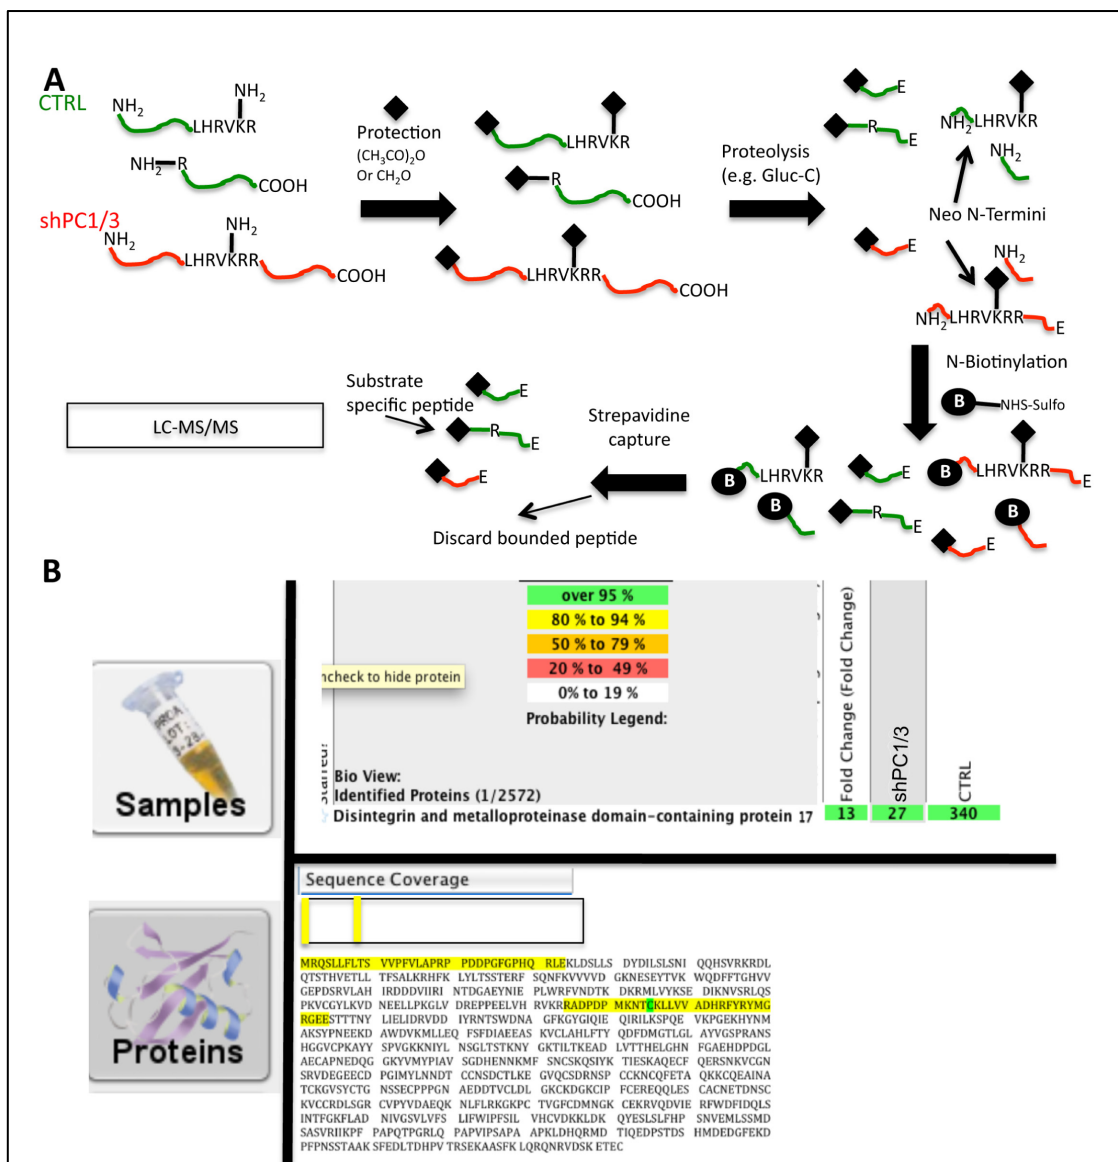 A
CTRL
NH2
NH2
LHRVKR
NH2
R
COOH
shPC1/3
NH2
NH2
LHRVKRR
COOH
Protection
(CH3CO)2O
Or CH2O
LHRVKR
R
COOH
LHRVKRR
COOH
Proteolysis
(e.g. Gluc-C)
E
R
E
NH2
LHRVKR
NH2
Neo N-Termini
E
NH2
NH2
LHRVKRR
E
N-Biotinylation
B
NHS-Sulfo
B
LHRVKR
B
E
R
E
E
B
LHRVKRR
E
B
Strepavidine
capture
Discard bounded peptide
Substrate
specific peptide
E
R
E
E
LC-MS/MS
B
Samples
over 95 %
80 % to 94 %
50 % to 79 %
20 % to 49 %
0% to 19 %
Probability Legend:
ncheck to hide protein
Bio View:
Identified Proteins (1/2572)
Fold Change (Fold Change)
shPC1/3
CTRL
Disintegrin and metalloproteinase domain-containing protein 17 13 27 340
Proteins
Sequence Coverage
MRQSLLFLTS VVPFVLAPRP PDDPGFGPHQ RLEKLDSLLS DYDILSLSNI QQHSVRKRDL
QTSTHVETLL TFSALKRHFK LYLTSSTERF SQNFKVVVVD GKNESEYTVK WQDFFTGHVV
GEPDSRVLAH IRDDDVIIRI NTDGAEYNIE PLWRFVNDTK DKRMLVYKSE DIKNVSRLQS
PKVCGYLKVD NEELLPKGLV DREPPEELVH RVKRRADPDP MKNTCKLLVV ADHRFYRYMG
RGEESTTTNY LIELIDRVDD IYRNTSWDNA GFKGYGIQIE QIRILKSPQE VKPGEKHYNM
AKSYPNEEKD AWDVKMLLEQ FSFDIAEEAS KVCLAHLFTY QDFDMGTLGL AYVGSPRANS
HGGVCPKAYY SPVGKKNIYL NSGLTSTKNY GKTILTKEAD LVTTHELGHN FGAEHDPDGL
AECAPNEDQG GKYVMYPIAV SGDHENNKMF SNCSKQSIYK TIESKAQECF QERSNKVCGN
SRVDEGEECD PGIMYLNNDT CCNSDCTLKE GVQCSDRNSP CCKNCQFETA QKKCQEAINA
TCKGVSYCTG NSSECPPPGN AEDDTVCLDL GKCKDGKCIP FCEREQQLES CACNETDNSC
KVCCRDLSGR CVPYVDAEQK NLFLRKGKPC TVGFCDMNGK CEKRVQDVIE RFWDFIDQLS
INTFGKFLAD NIVGSVLVFS LIFWIPFSIL VHCVDKKLDK QYESLSLFHP SNVEMLSSMD
SASVRIIKPF PAPQTPGRLQ PAPVIPSAPA APKLDHQRMD TIQEDPSTDS HMDEDGFEKD
PFPNSSTAAK SFEDLTDHPV TRSEKAASFK LQRQNRVDSK ETEC